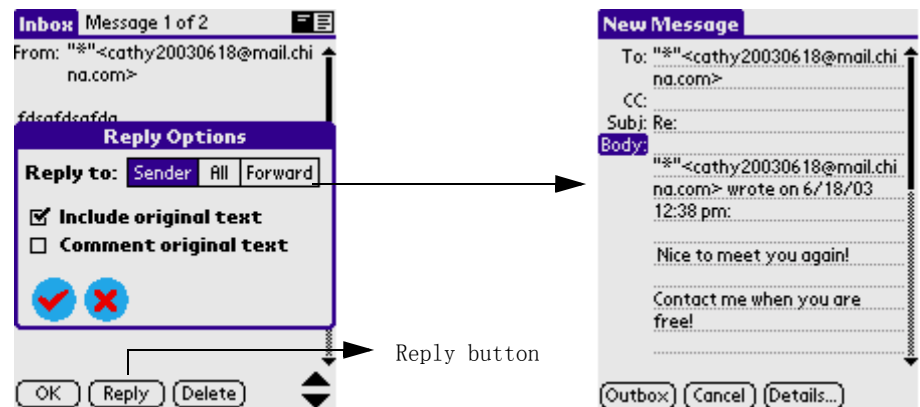 Inbox Message 1 of 2
From: "*"<cathy20030618@mail.chi
na.com>
fdsafdsafda
Reply Options
Reply to: Sender All Forward
Include original text
Comment original text
OK Reply Delete
Reply button
New Message
To: "*"<cathy20030618@mail.chi
na.com>
CC:
Subj: Re:
Body:
"*"<cathy20030618@mail.chi
na.com> wrote on 6/18/03
12:38 pm:
Nice to meet you again!
Contact me when you are
free!
Outbox Cancel Details...